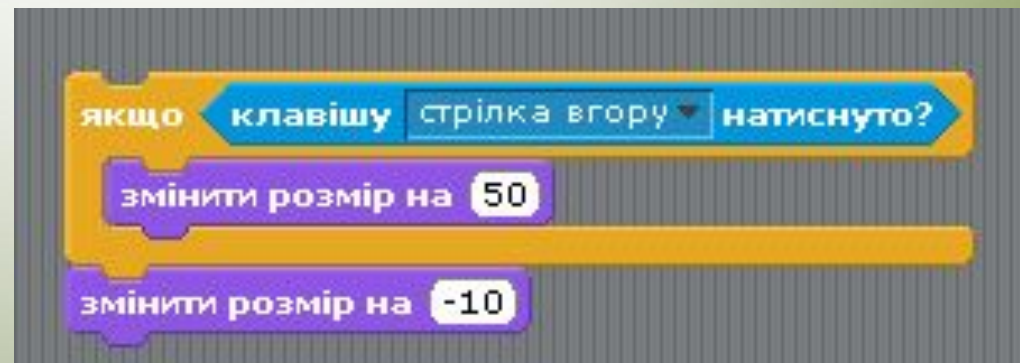 якщо клавішу стрілка вгору натиснуто?
змінити розмір на 50
змінити розмір на -10